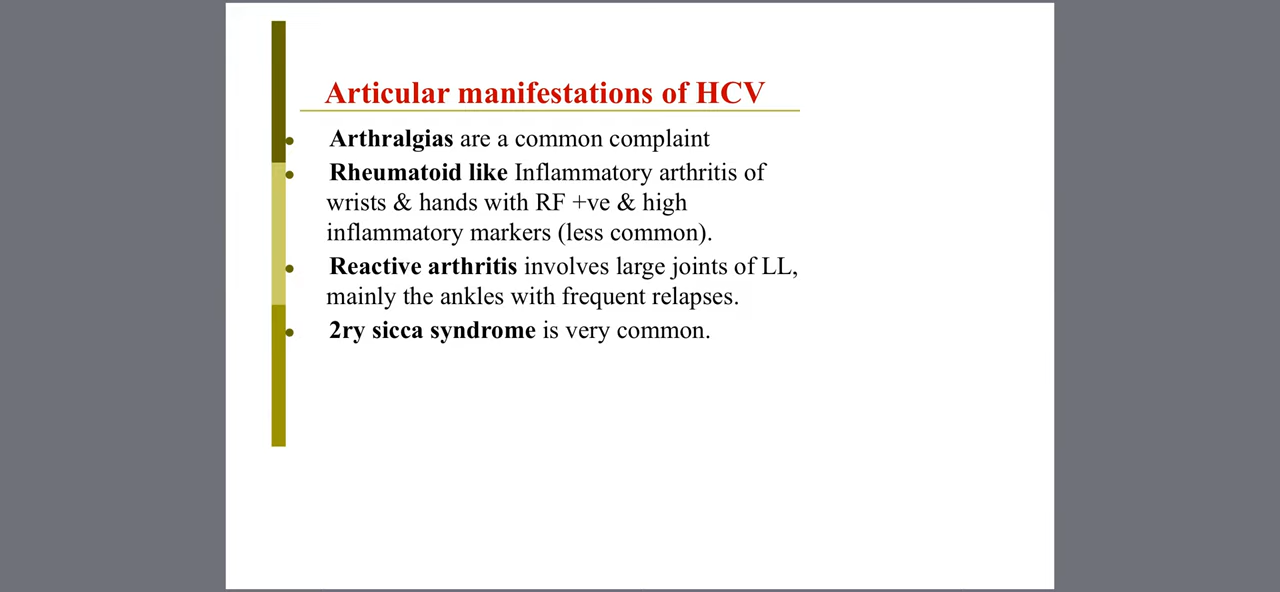 Articular manifestations of HCV
• Arthralgias are a common complaint
• Rheumatoid like Inflammatory arthritis of
wrists & hands with RF +ve & high
inflammatory markers (less common).
• Reactive arthritis involves large joints of LL,
mainly the ankles with frequent relapses.
• 2ry sicca syndrome is very common.